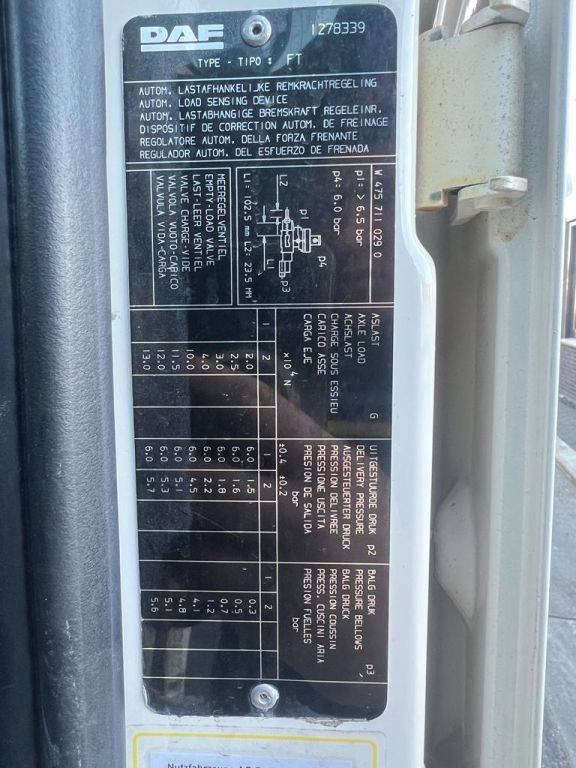 DAF
1278339
TYPE - TIPO : FT
AUTOM. LASTAFHANKELIJKE REMKRACHTREGELING
AUTOM. LOAD SENSING DEVICE
AUTOM. LASTABHANGIGE BREMSKRAFT REGELEINR.
DISPOSITIF DE CORRECTION AUTOM. DE FREINAGE
REGOLATORE AUTOM. DELLA FORZA FRENANTE
REGULADOR AUTOM. DEL ESFUERZO DE FRENADA
W 475 711 029 0
p1: > 6.5 bar
p4: 6.0 bar
L2 p1 p4
L1 p3
L1: 102.5 mm L2: 23.5 MM
MEEREGELVENTIEL
EMPTY-LOAD VALVE
LAST-LEER VENTIEL
VALVE CHARGE-VIDE
VALVOLA VUOTO-CARICO
VALVULA VIDA-CARGA
ASLAST
AXLE LOAD
ACHSLAST G
CHARGE SOUS ESSIEU
CARICO ASSE
CARGA EJE
x10⁴ N
UITGESTUURDE DRUK
DELIVERY PRESSURE
AUSGESTEUERTER DRUCK p2
PRESSION DELIVREE
PRESSIONE USCITA
PRESION DE SALIDA
±0.4 ±0.2
bar
BALG DRUK
PRESSURE BELLOWS
BALG DRUCK p3
PRESSION COUSSIN
PRESS. CUSCINI ARIA
PRESION FUELLES
bar
1 2 1 2 1 2
2.0 6.0 1.5 0.3
2.5 6.0 1.6 0.5
3.0 6.0 1.8 0.7
4.0 6.0 2.2 1.2
10.0 6.0 4.5 4.1
11.5 6.0 5.1 4.8
12.0 6.0 5.3 5.1
13.0 6.0 5.7 5.6